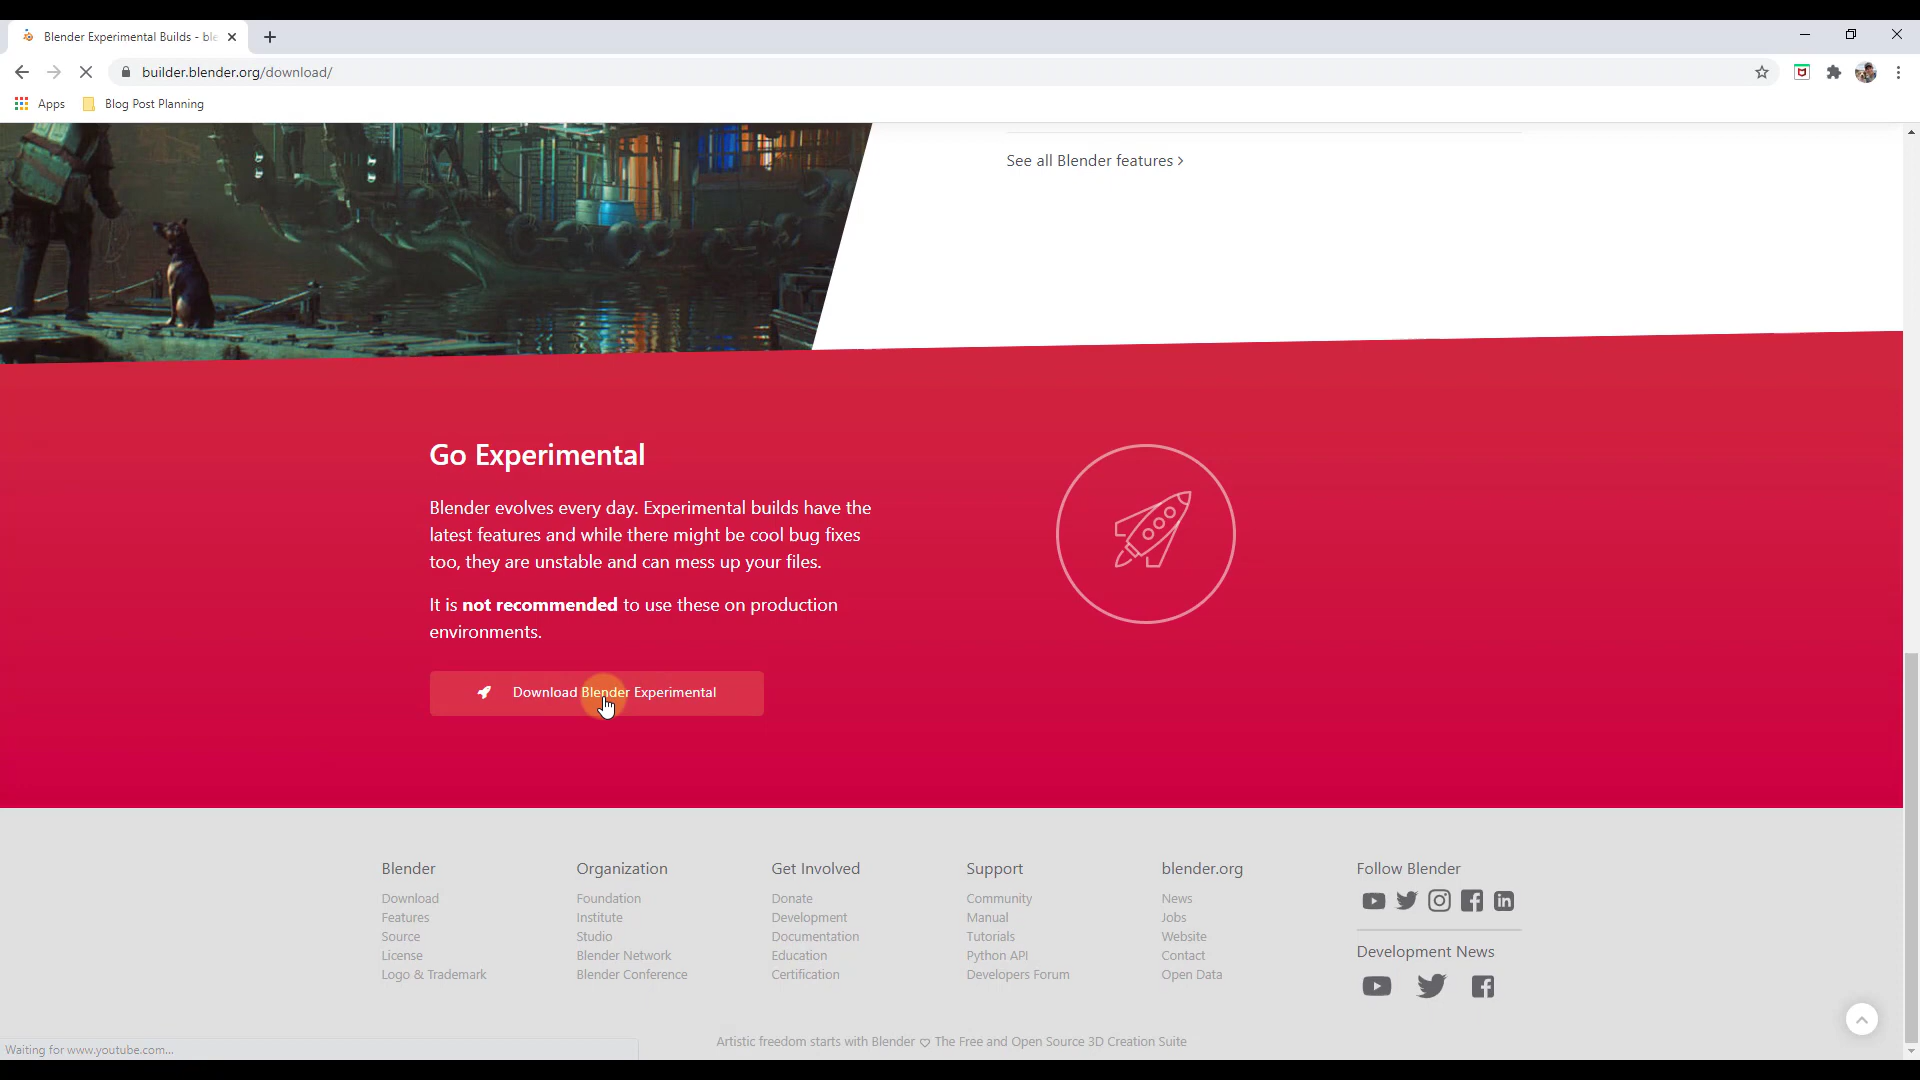 Blender Experimental Builds - ble
builder.blender.org/download/
Apps
Blog Post Planning
See all Blender features >
Go Experimental
Blender evolves every day. Experimental builds have the
latest features and while there might be cool bug fixes
too, they are unstable and can mess up your files.
It is not recommended to use these on production
environments.
Download Blender Experimental
Blender
Download
Features
Source
License
Logo & Trademark
Organization
Foundation
Institute
Studio
Blender Network
Blender Conference
Get Involved
Donate
Development
Documentation
Education
Certification
Support
Community
Manual
Tutorials
Python API
Developers Forum
blender.org
News
Jobs
Website
Contact
Open Data
Follow Blender
Development News
Waiting for www.youtube.com...
Artistic freedom starts with Blender ♡ The Free and Open Source 3D Creation Suite